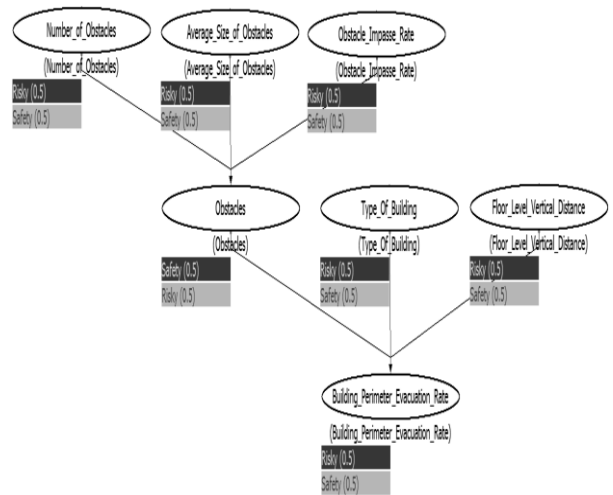 Number_of_Obstacles
Average_Size_of_Obstacles
Obstacle_Impasse_Rate
(Number_of_Obstacles)
(Average_Size_of_Obstacles)
(Obstacle_Impasse_Rate)
Risky (0.5)
Risky (0.5)
Risky (0.5)
Safety (0.5)
Safety (0.5)
Safety (0.5)
Obstacles
Type_Of_Building
Floor_Level_Vertical_Distance
(Obstacles)
(Type_Of_Building)
(Floor_Level_Vertical_Distance)
Safety (0.5)
Risky (0.5)
Risky (0.5)
Risky (0.5)
Safety (0.5)
Safety (0.5)
Building_Perimeter_Evacuation_Rate
(Building_Perimeter_Evacuation_Rate)
Risky (0.5)
Safety (0.5)